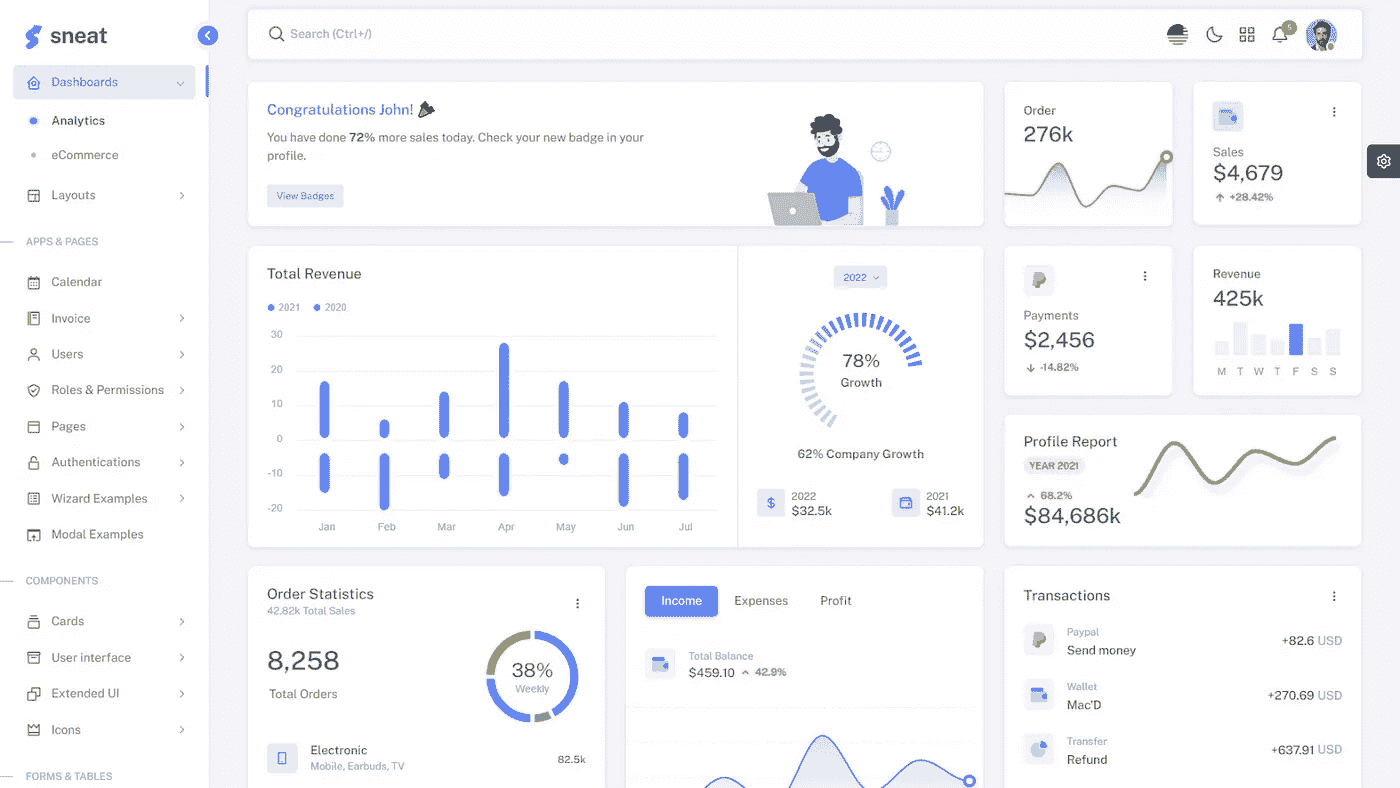 sneat
Dashboards
Analytics
eCommerce
Layouts
APPS & PAGES
Calendar
Invoice
Users
Roles & Permissions
Pages
Authentications
Wizard Examples
Modal Examples
COMPONENTS
Cards
User interface
Extended UI
Icons
FORMS & TABLES
Search (Ctrl+/)
5
Congratulations John!
You have done 72% more sales today. Check your new badge in your
profile.
View Badges
Order
276k
Sales
$4,679
+28.42%
Total Revenue
2021 2020
30
20
10
0
-10
-20
Jan Feb Mar Apr May Jun Jul
2022
78%
Growth
62% Company Growth
2022
$32.5k
2021
$41.2k
Payments
$2,456
-14.82%
Revenue
425k
M T W T F S S
Profile Report
YEAR 2021
68.2%
$84,686k
Order Statistics
42.82k Total Sales
8,258
Total Orders
38%
Weekly
Electronic
Mobile, Earbuds, TV
82.5k
Income Expenses Profit
Total Balance
$459.10 42.9%
Transactions
Paypal
Send money
+82.6 USD
Wallet
Mac'D
+270.69 USD
Transfer
Refund
+637.91 USD